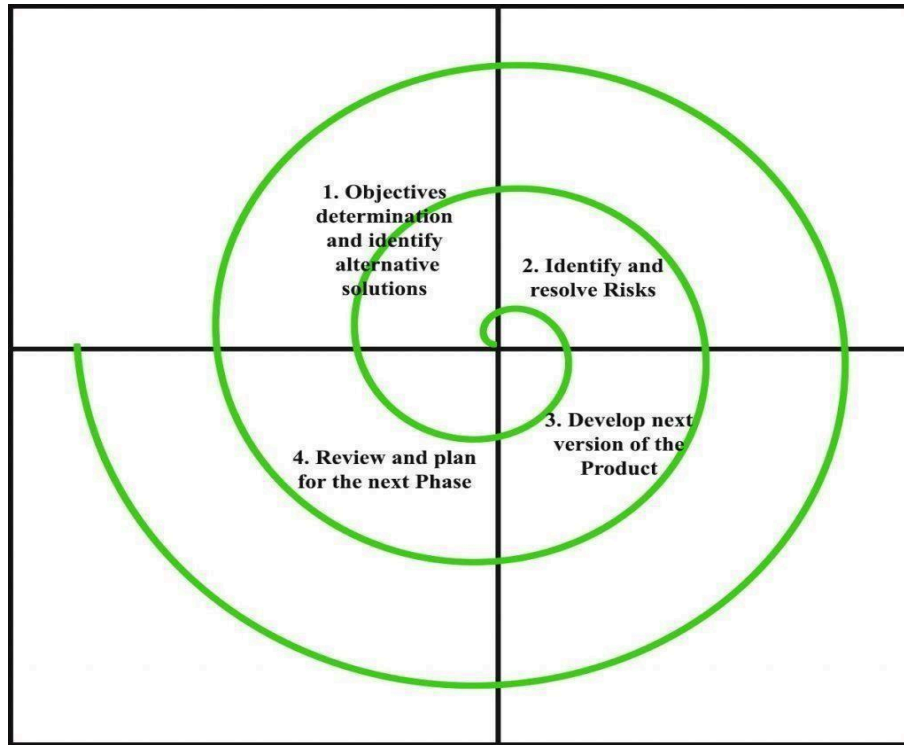 1. Objectives
determination
and identify
alternative
solutions
2. Identify and
resolve Risks
3. Develop next
version of the
Product
4. Review and plan
for the next Phase